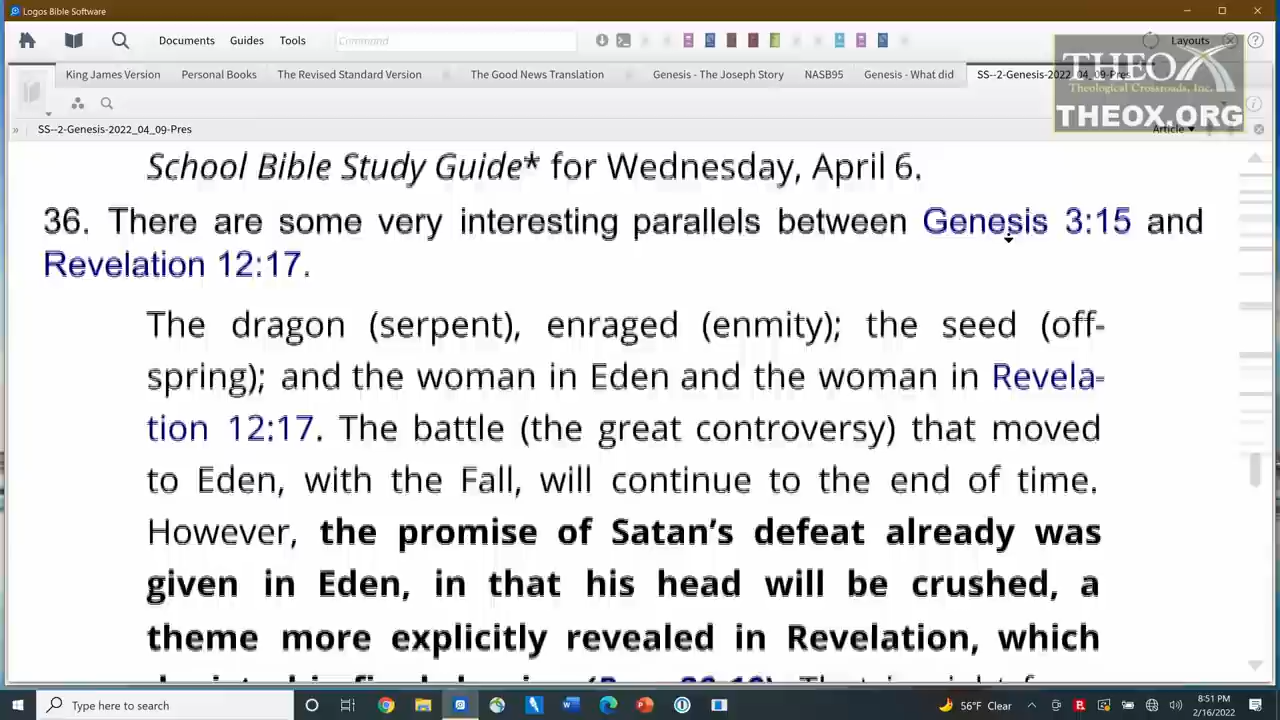 Logos Bible Software
Documents Guides Tools Command Layouts
King James Version Personal Books The Revised Standard Version The Good News Translation Genesis - The Joseph Story NASB95 Genesis - What did SS--2-Genesis-2022_04_09-Pres
THEOX
Theological Crossroads, Inc.
THEOX.ORG
SS--2-Genesis-2022_04_09-Pres Article
School Bible Study Guide* for Wednesday, April 6.
36. There are some very interesting parallels between Genesis 3:15 and
Revelation 12:17.
The dragon (serpent), enraged (enmity); the seed (off-
spring); and the woman in Eden and the woman in Revela-
tion 12:17. The battle (the great controversy) that moved
to Eden, with the Fall, will continue to the end of time.
However, the promise of Satan’s defeat already was
given in Eden, in that his head will be crushed, a
theme more explicitly revealed in Revelation, which
Type here to search
56°F Clear
8:51 PM
2/16/2022